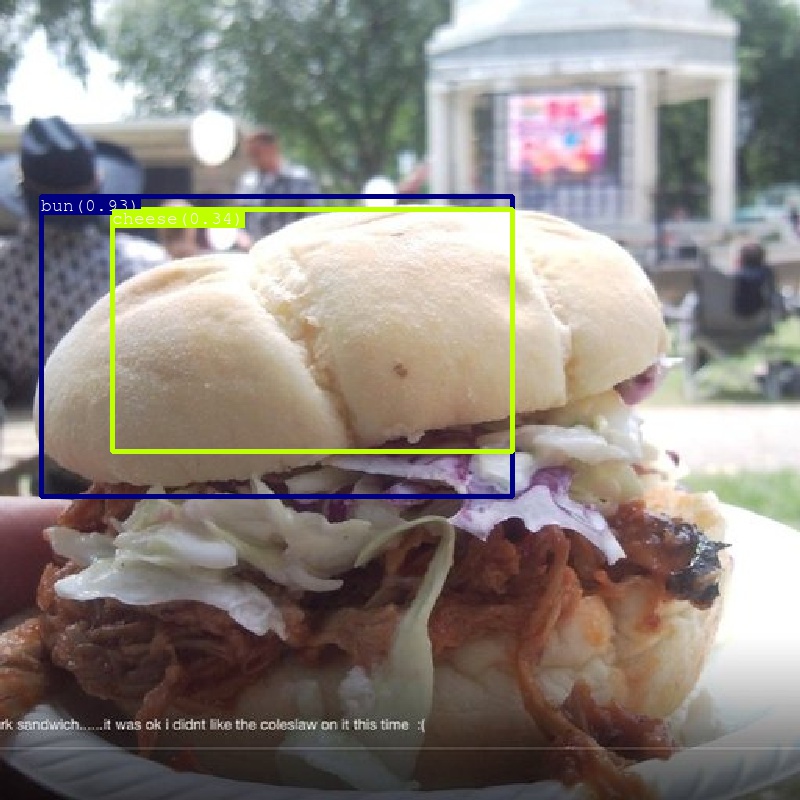 bun(0.93)
cheese(0.34)
rk sandwich......it was ok i didnt like the coleslaw on it this time :(